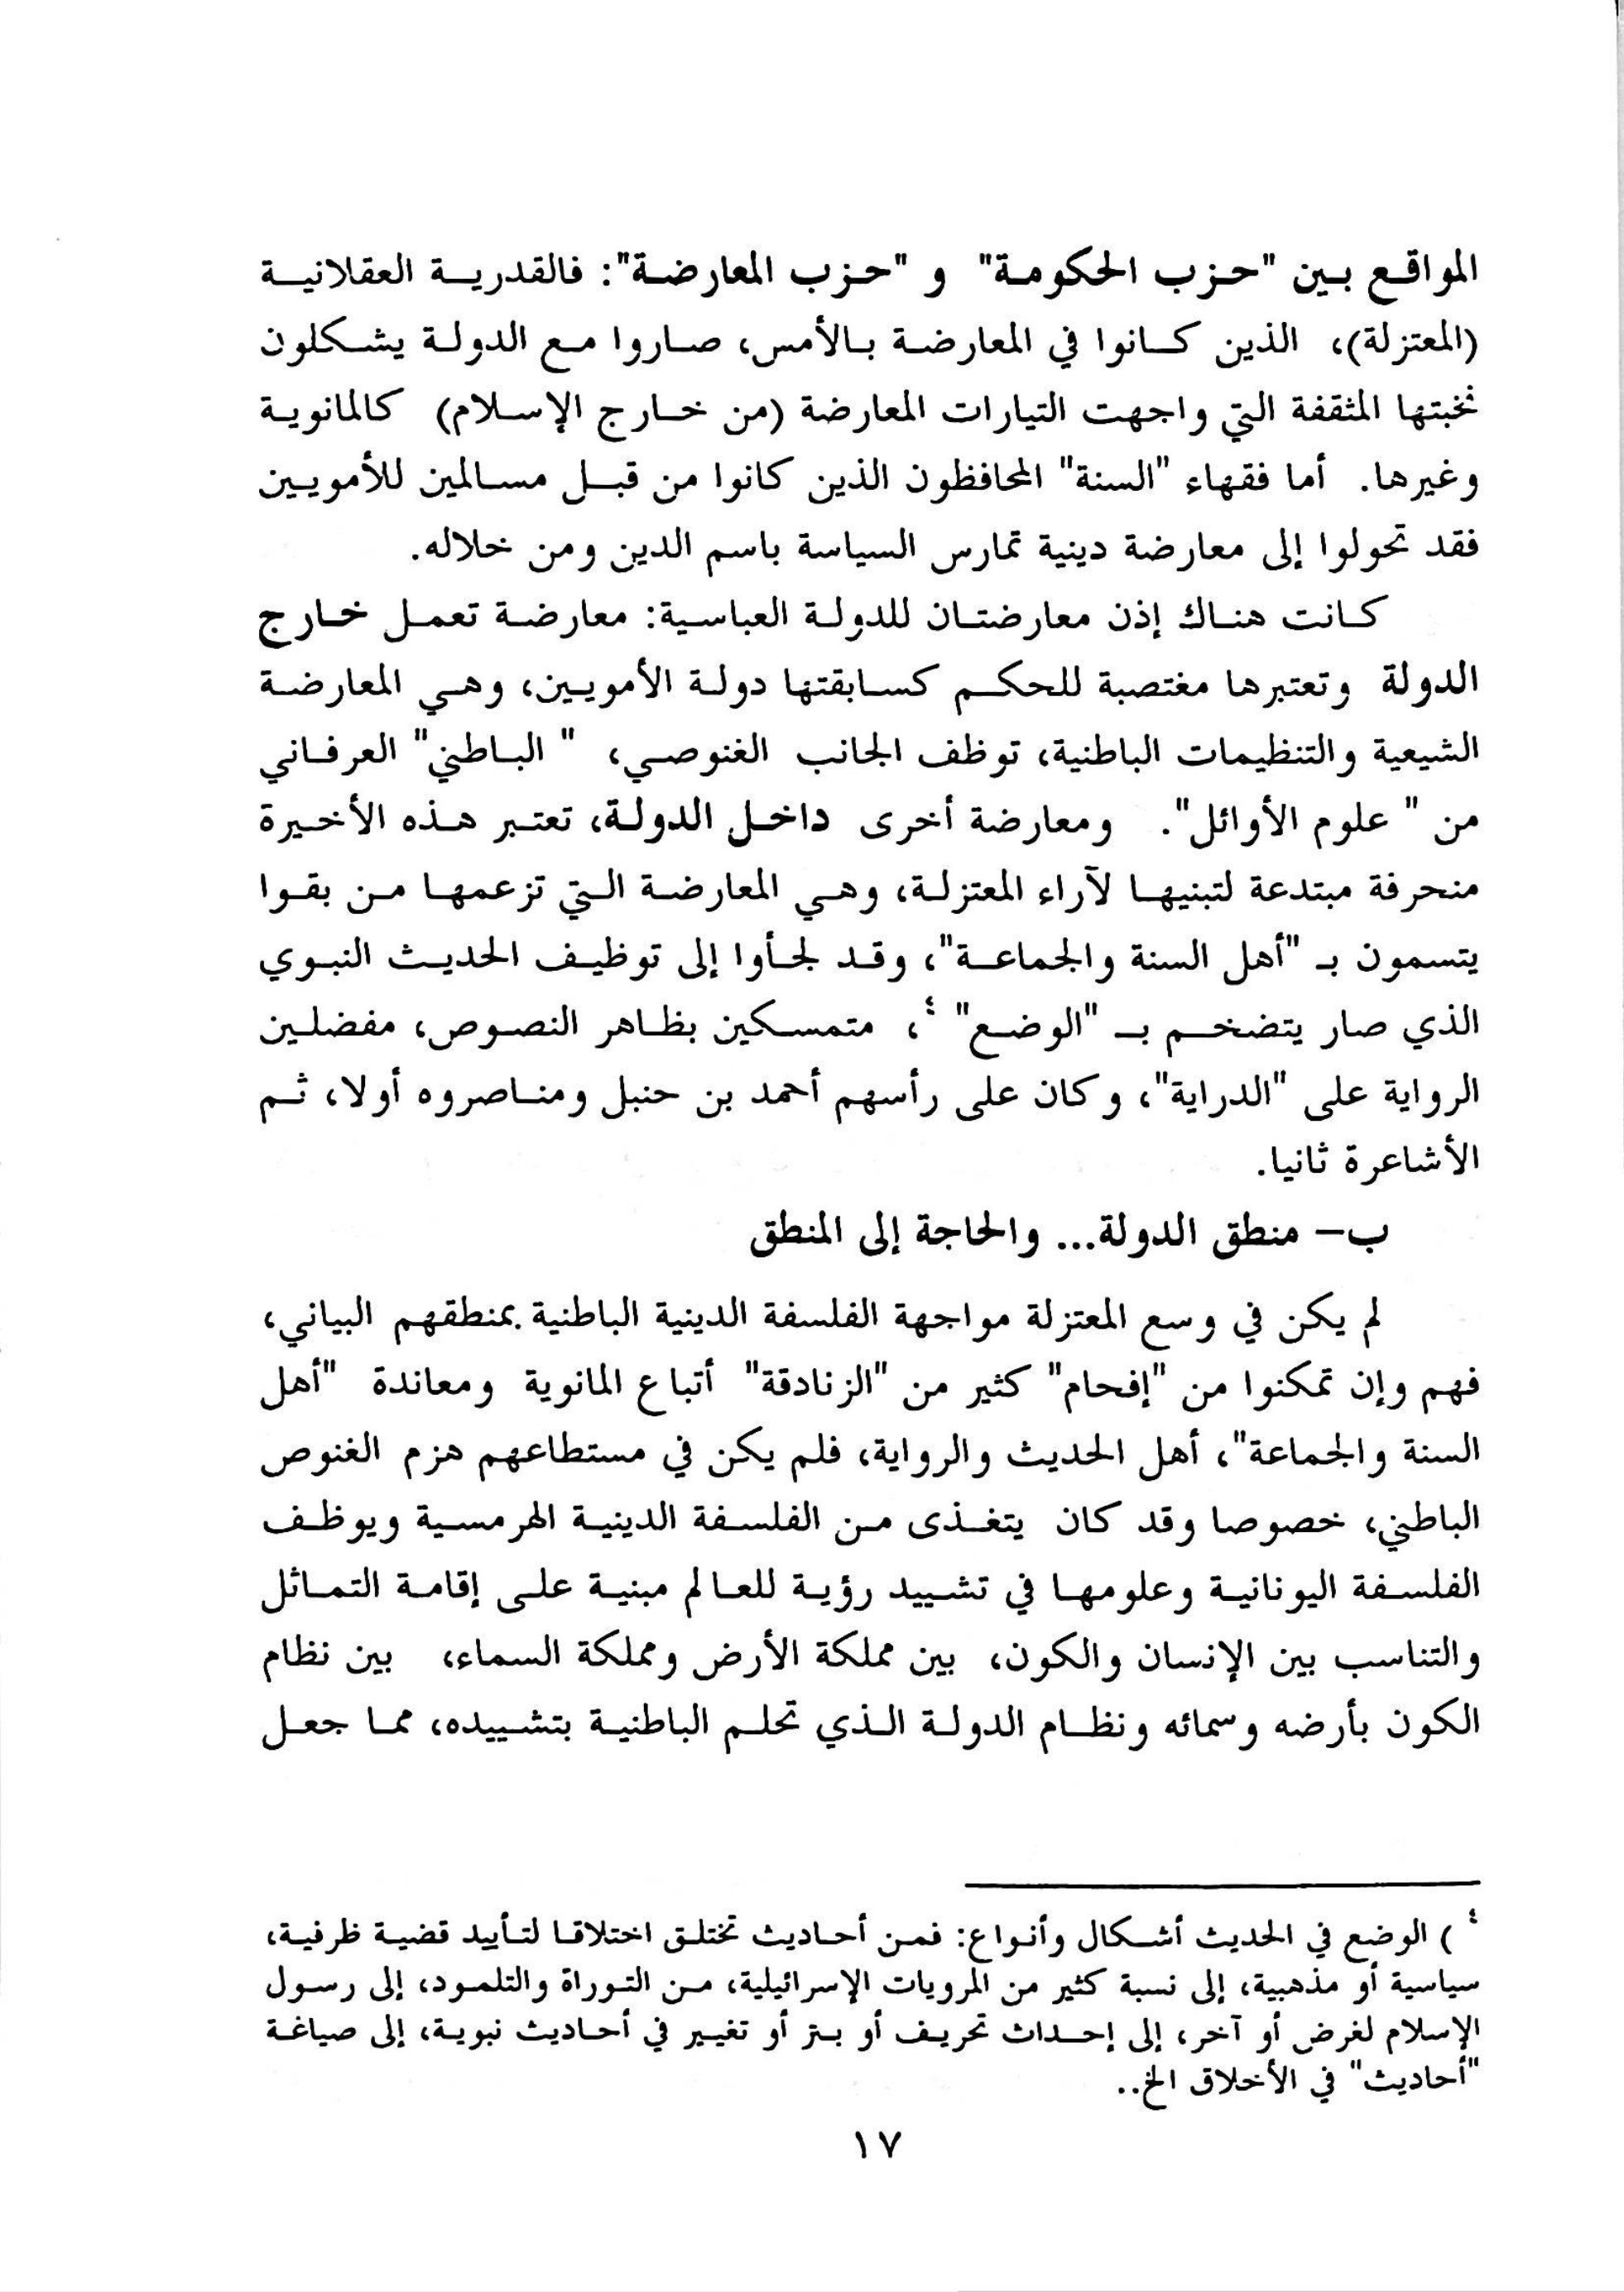 المواقع بين "حزب الحكومة" و "حزب المعارضة": فالقدرية العقلانية
(المعتزلة)، الذين كانوا في المعارضة بالأمس، صاروا مع الدولة يشكلون
نخبتها المثقفة التي واجهت التيارات المعارضة (من خارج الإسلام) كالمانوية
وغيرها. أما فقهاء "السنة" المحافظون الذين كانوا من قبل مسالمين للأمويين
فقد تحولوا إلى معارضة دينية تمارس السياسة باسم الدين ومن خلاله.
كانت هناك إذن معارضتان للدولة العباسية: معارضة تعمل خارج
الدولة وتعتبرها مغتصبة للحكم كسابقتها دولة الأمويين، وهي المعارضة
الشيعية والتنظيمات الباطنية، توظف الجانب الغنوصي، " الباطني" العرفاني
من " علوم الأوائل". ومعارضة أخرى داخل الدولة، تعتبر هذه الأخيرة
منحرفة مبتدعة لتبنيها لآراء المعتزلة، وهي المعارضة التي تزعمها من بقوا
يتسمون بـ "أهل السنة والجماعة"، وقد لجأوا إلى توظيف الحديث النبوي
الذي صار يتضخم بـ "الوضع" ٤، متمسكين بظاهر النصوص، مفضلين
الرواية على "الدراية"، وكان على رأسهم أحمد بن حنبل ومناصروه أولا، ثم
الأشاعرة ثانيا.
ب– منطق الدولة... والحاجة إلى المنطق
لم يكن في وسع المعتزلة مواجهة الفلسفة الدينية الباطنية بمنطقهم البياني،
فهم وإن تمكنوا من "إفحام" كثير من "الزنادقة" أتباع المانوية ومعاندة "أهل
السنة والجماعة"، أهل الحديث والرواية، فلم يكن في مستطاعهم هزم الغنوص
الباطني، خصوصا وقد كان يتغذى من الفلسفة الدينية الهرمسية ويوظف
الفلسفة اليونانية وعلومها في تشييد رؤية للعالم مبنية على إقامة التماثل
والتناسب بين الإنسان والكون، بين مملكة الأرض ومملكة السماء، بين نظام
الكون بأرضه وسمائه ونظام الدولة الذي تحلم الباطنية بتشييده، مما جعل
٤ ) الوضع في الحديث أشكال وأنواع: فمن أحاديث تختلق اختلاقا لتأييد قضية ظرفية،
سياسية أو مذهبية، إلى نسبة كثير من المرويات الإسرائيلية، من التوراة والتلمود، إلى رسول
الإسلام لغرض أو آخر، إلى إحداث تحريف أو بتر أو تغيير في أحاديث نبوية، إلى صياغة
"أحاديث" في الأخلاق الخ..
١٧